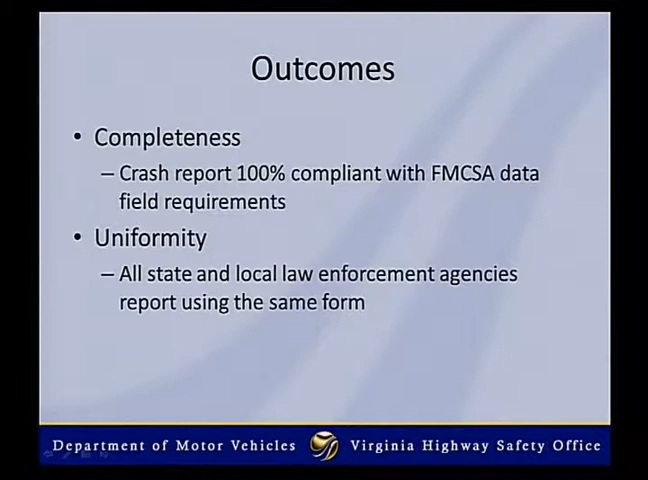 Outcomes
• Completeness
– Crash report 100% compliant with FMCSA data
field requirements
• Uniformity
– All state and local law enforcement agencies
report using the same form
Department of Motor Vehicles Virginia Highway Safety Office